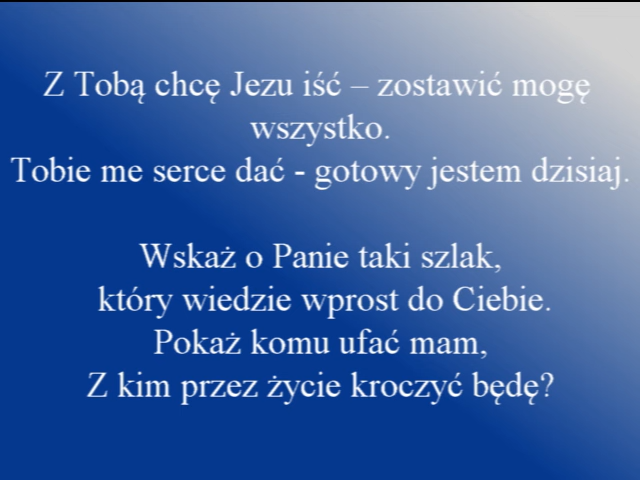 Z Tobą chcę Jezu iść – zostawić mogę
wszystko.
Tobie me serce dać - gotowy jestem dzisiaj.
Wskaż o Panie taki szlak,
który wiedzie wprost do Ciebie.
Pokaż komu ufać mam,
Z kim przez życie kroczyć będę?